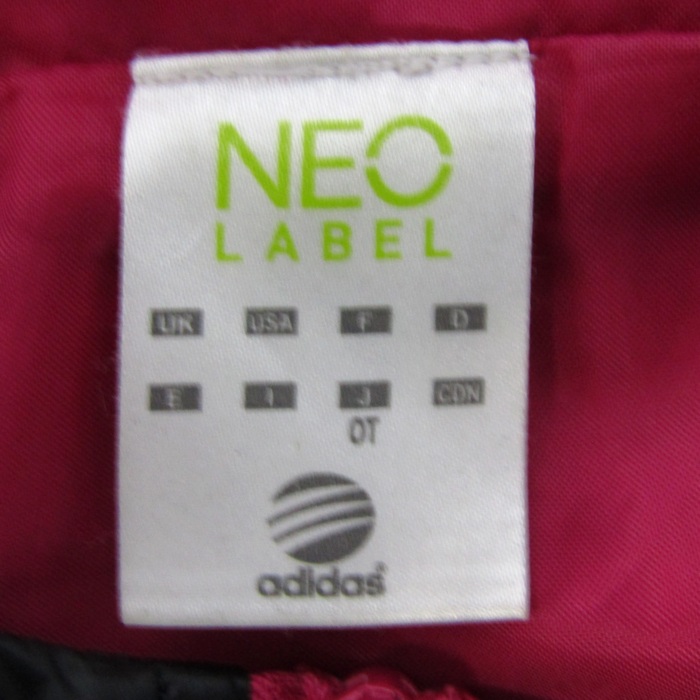 NEO
LABEL
UK USA F D
E I J CDN
OT
adidas